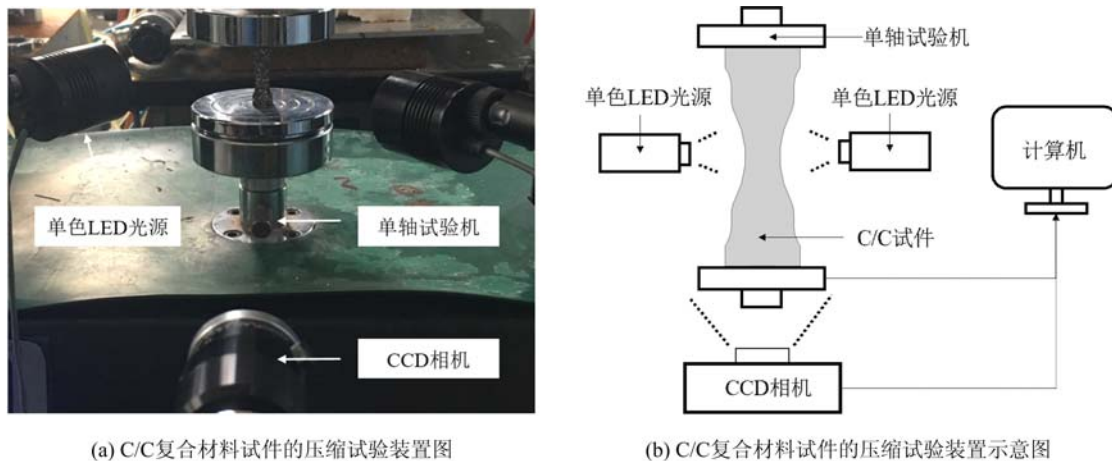 单色LED光源
单轴试验机
CCD相机
(a) C/C复合材料试件的压缩试验装置图
单轴试验机
单色LED光源
单色LED光源
计算机
C/C试件
CCD相机
(b) C/C复合材料试件的压缩试验装置示意图